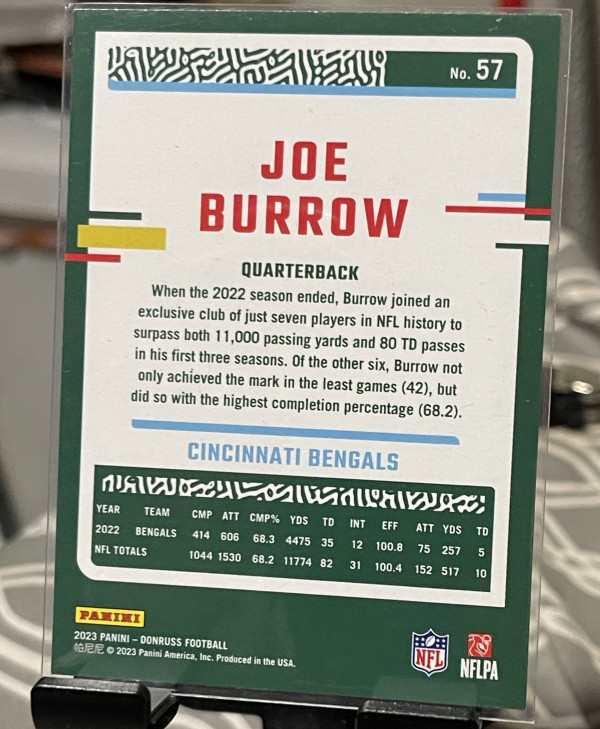 No. 57
JOE
BURROW
QUARTERBACK
When the 2022 season ended, Burrow joined an
exclusive club of just seven players in NFL history to
surpass both 11,000 passing yards and 80 TD passes
in his first three seasons. Of the other six, Burrow not
only achieved the mark in the least games (42), but
did so with the highest completion percentage (68.2).
CINCINNATI BENGALS
YEAR TEAM CMP ATT CMP% YDS TD INT EFF ATT YDS TD
2022 BENGALS 414 606 68.3 4475 35 12 100.8 75 257 5
NFL TOTALS 1044 1530 68.2 11774 82 31 100.4 152 517 10
PANINI
2023 PANINI – DONRUSS FOOTBALL
帕尼尼 © 2023 Panini America, Inc. Produced in the USA.
NFL
NFLPA